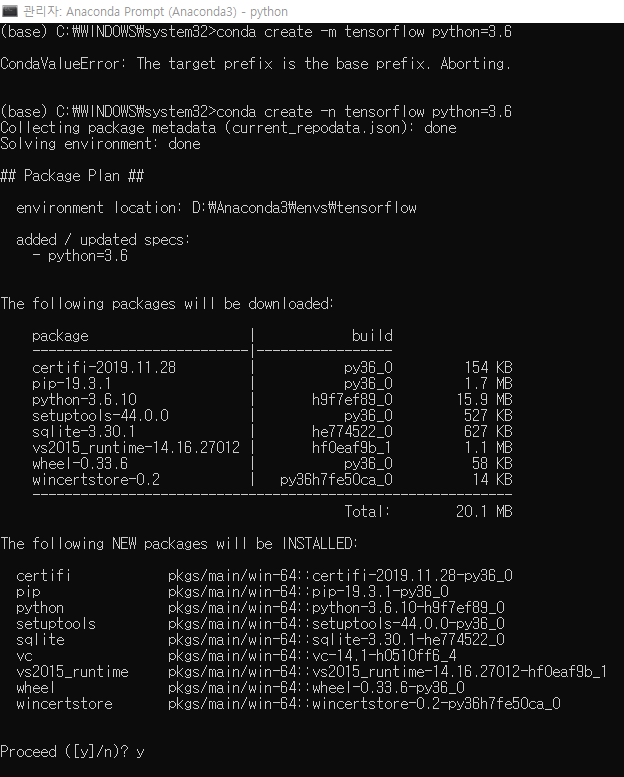 관리자: Anaconda Prompt (Anaconda3) - python
(base) C:₩WINDOWS₩system32>conda create -m tensorflow python=3.6
CondaValueError: The target prefix is the base prefix. Aborting.
(base) C:₩WINDOWS₩system32>conda create -n tensorflow python=3.6
Collecting package metadata (current_repodata.json): done
Solving environment: done
## Package Plan ##
environment location: D:₩Anaconda3₩envs₩tensorflow
added / updated specs:
- python=3.6
The following packages will be downloaded:
package | build
---------------------------|-----------------
certifi-2019.11.28 | py36_0 154 KB
pip-19.3.1 | py36_0 1.7 MB
python-3.6.10 | h9f7ef89_0 15.9 MB
setuptools-44.0.0 | py36_0 527 KB
sqlite-3.30.1 | he774522_0 627 KB
vs2015_runtime-14.16.27012 | hf0eaf9b_1 1.1 MB
wheel-0.33.6 | py36_0 58 KB
wincertstore-0.2 | py36h7fe50ca_0 14 KB
------------------------------------------------------------
Total: 20.1 MB
The following NEW packages will be INSTALLED:
certifi pkgs/main/win-64::certifi-2019.11.28-py36_0
pip pkgs/main/win-64::pip-19.3.1-py36_0
python pkgs/main/win-64::python-3.6.10-h9f7ef89_0
setuptools pkgs/main/win-64::setuptools-44.0.0-py36_0
sqlite pkgs/main/win-64::sqlite-3.30.1-he774522_0
vc pkgs/main/win-64::vc-14.1-h0510ff6_4
vs2015_runtime pkgs/main/win-64::vs2015_runtime-14.16.27012-hf0eaf9b_1
wheel pkgs/main/win-64::wheel-0.33.6-py36_0
wincertstore pkgs/main/win-64::wincertstore-0.2-py36h7fe50ca_0
Proceed ([y]/n)? y